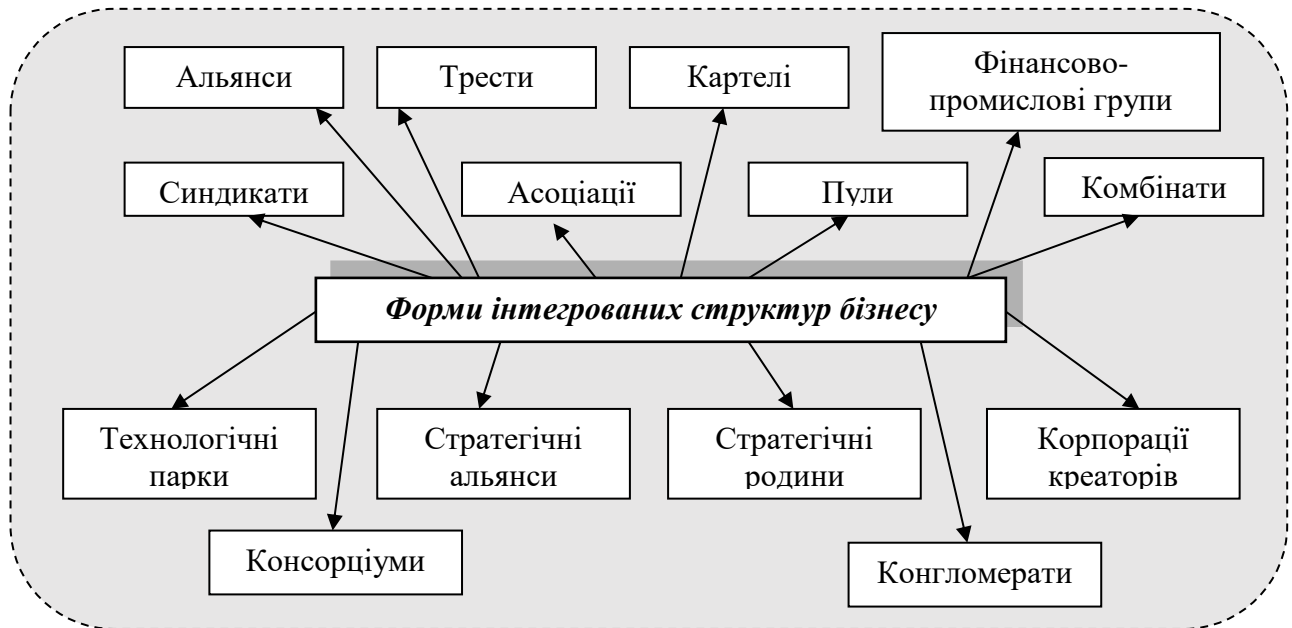 Альянси
Трести
Картелі
Фінансово-
промислові групи
Синдикати
Асоціації
Пули
Комбінати
Форми інтегрованих структур бізнесу
Технологічні
парки
Стратегічні
альянси
Стратегічні
родини
Корпорації
креаторів
Консорціуми
Конгломерати